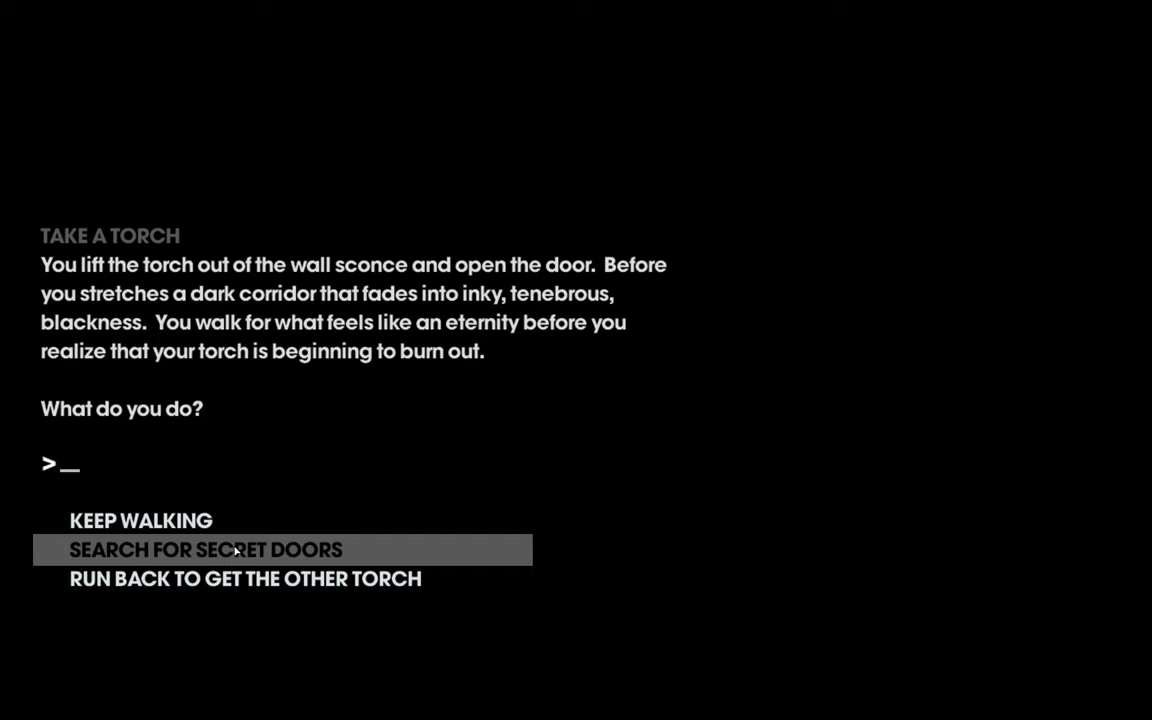 TAKE A TORCH
You lift the torch out of the wall sconce and open the door.  Before
you stretches a dark corridor that fades into inky, tenebrous,
blackness.  You walk for what feels like an eternity before you
realize that your torch is beginning to burn out.
What do you do?
>__
KEEP WALKING
SEARCH FOR SECRET DOORS
RUN BACK TO GET THE OTHER TORCH